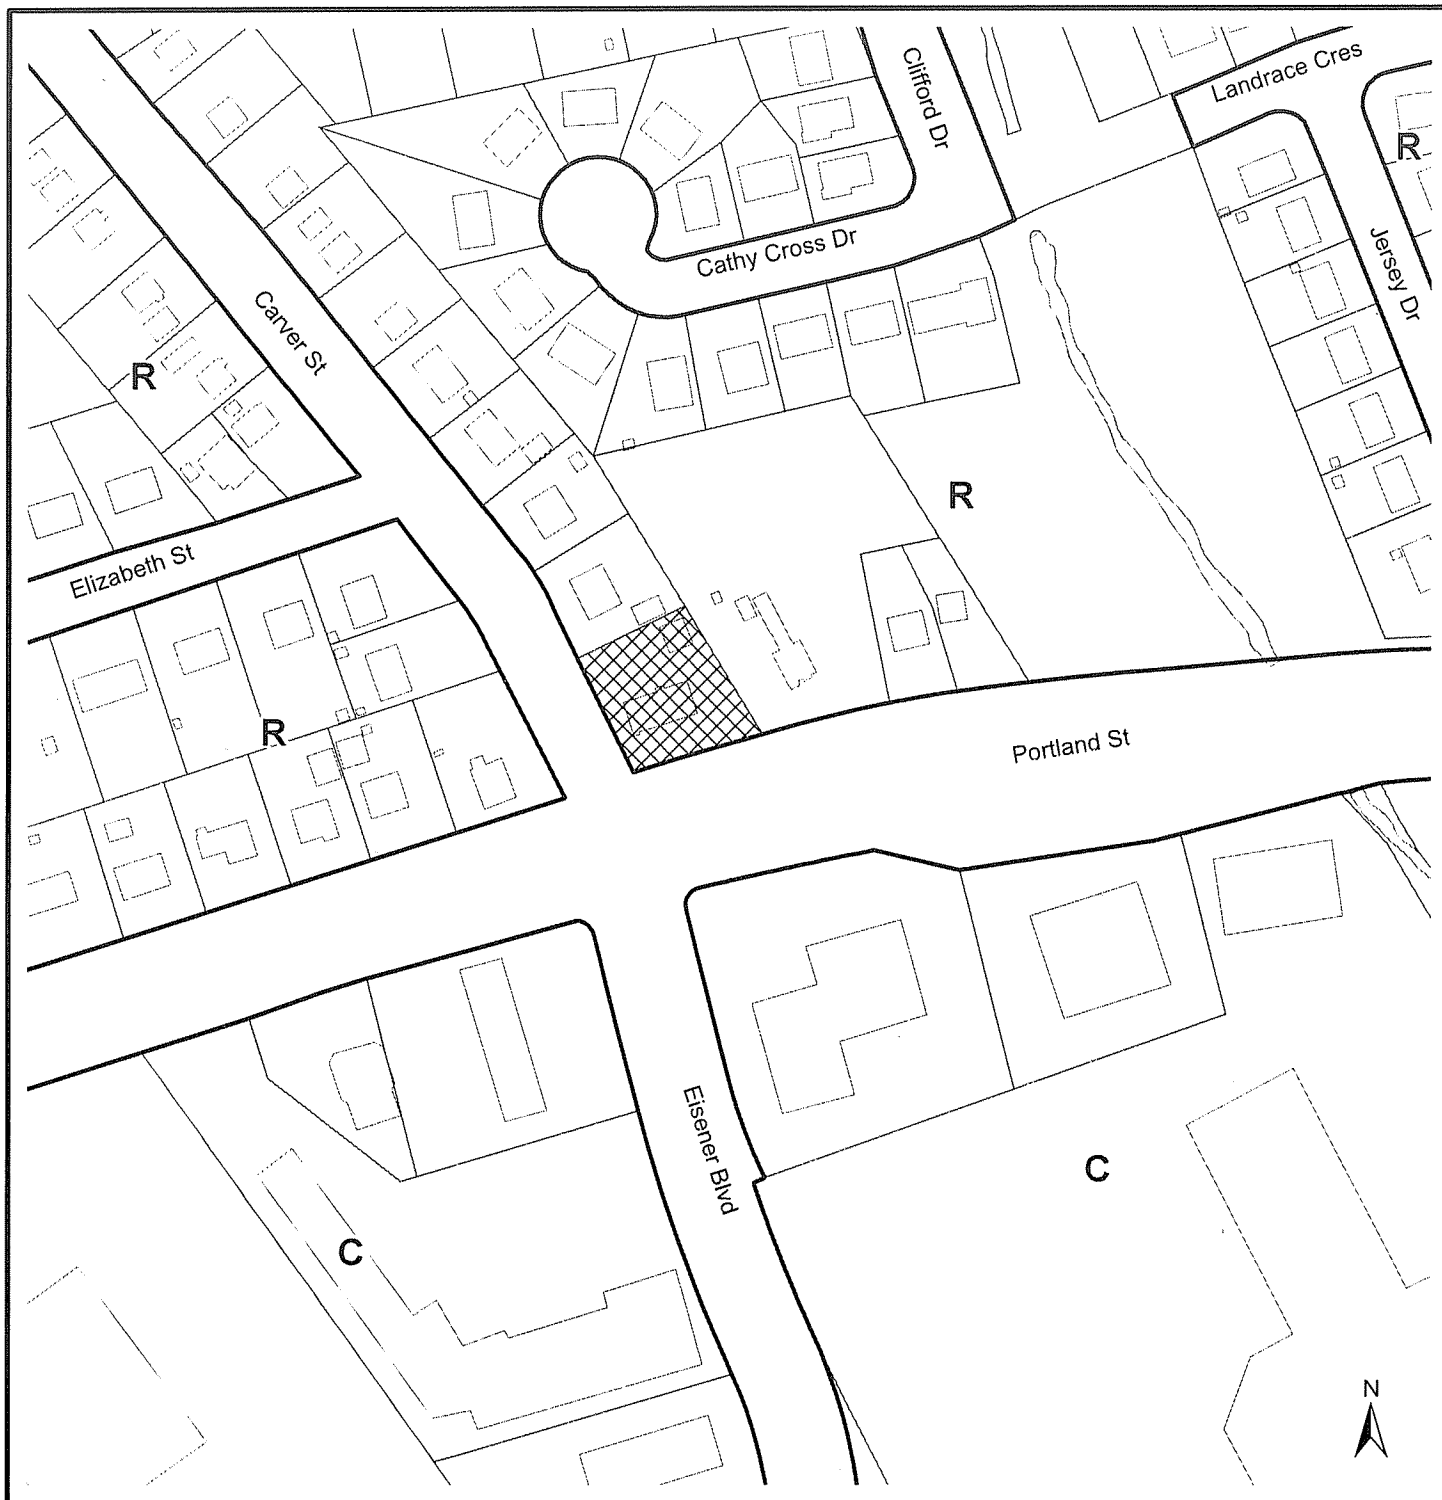 Clifford Dr
Landrace Cres
R
Cathy Cross Dr
Jersey Dr
Carver St
R
R
Elizabeth St
R
Portland St
Eisener Blvd
C
C
N